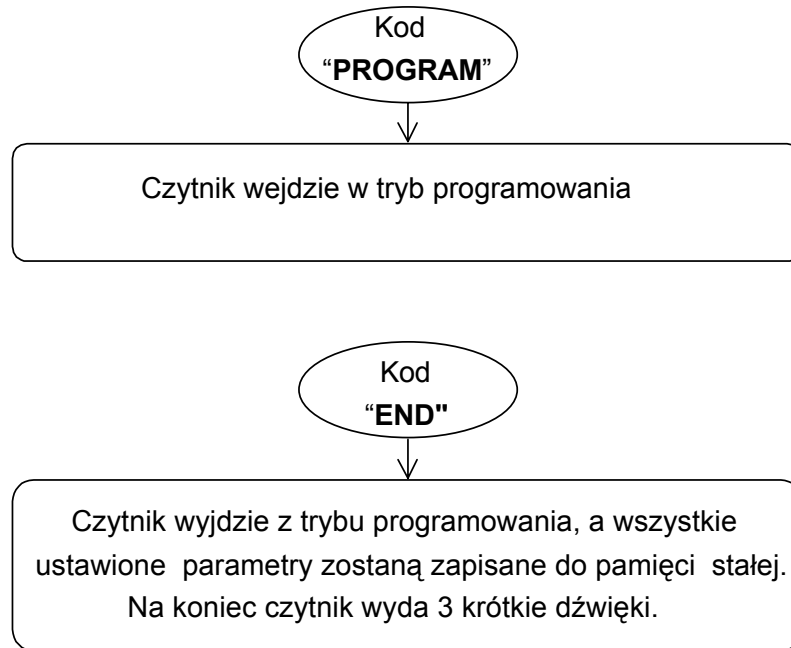 Kod
“PROGRAM”
Czytnik wejdzie w tryb programowania
Kod
“END"
Czytnik wyjdzie z trybu programowania, a wszystkie
ustawione parametry zostaną zapisane do pamięci stałej.
Na koniec czytnik wyda 3 krótkie dźwięki.